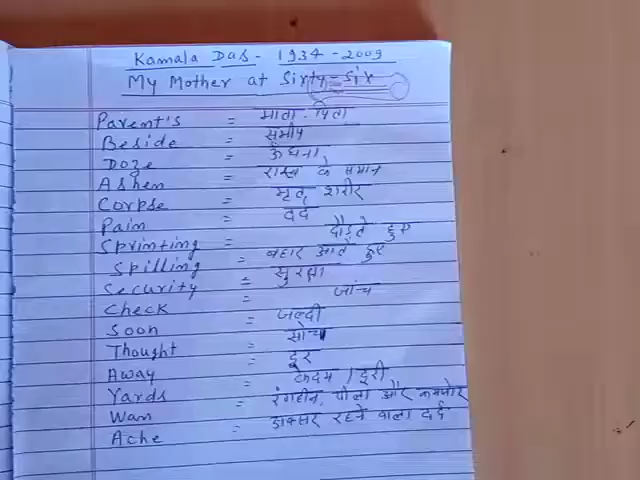 Kamala Das - 1934 - 2009
My Mother at Sixty-Six
Parent's = माता - पिता
Beside = समीप
Doze = ऊँघना,
Ashen = राख के समान
Corpse = मृत शरीर
Pain = दर्द
Sprinting = दौड़ते हुए
Spilling = बहार आते हुए
Security = सुरक्षा
Check = जांच
Soon = जल्दी
Thought = सोच
Away = दूर
Yards = कदम / दूरी
Wan = रंगहीन, पीला और कमजोर
Ache = अक्सर रहने वाला दर्द